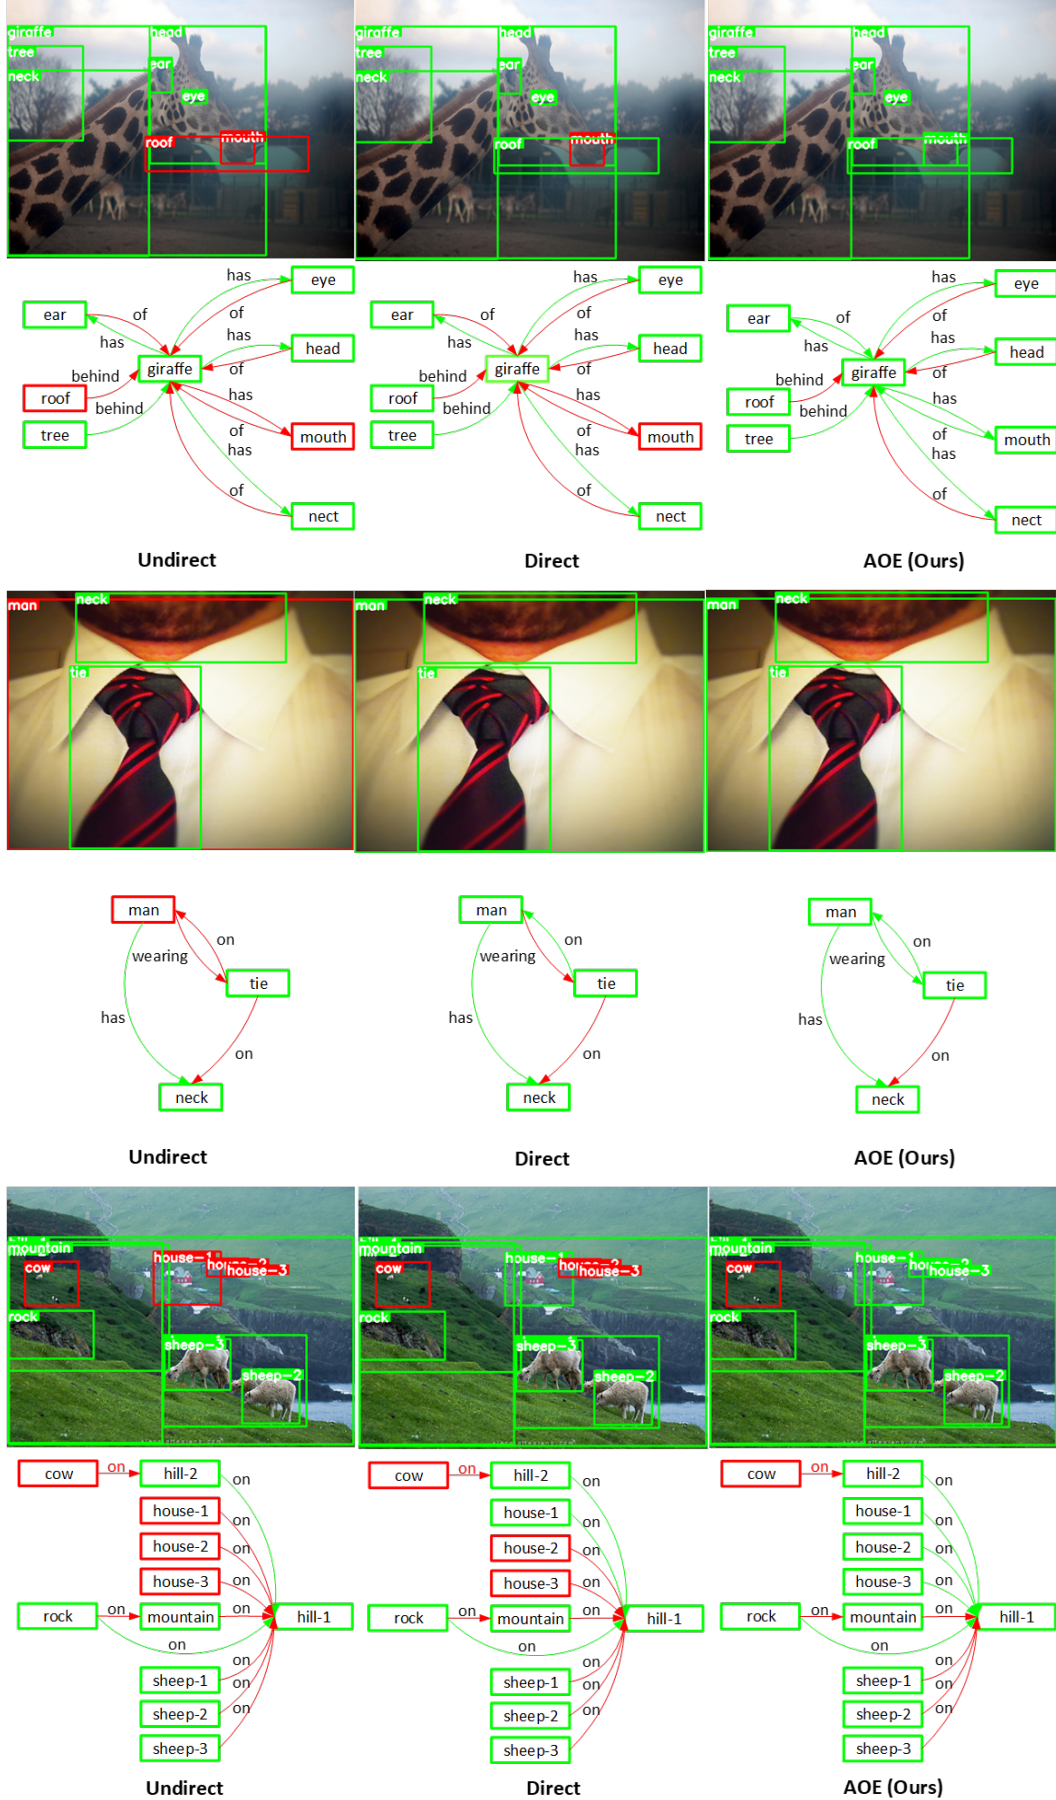 giraffe head giraffe head giraffe head
tree ear tree ear tree ear
neck eye neck eye neck eye
roof mouth roof mouth roof mouth
has eye has eye has eye
ear of of ear of of ear of of
has has head has has head has has head
giraffe of giraffe of giraffe of
behind has behind has behind has
roof roof roof
behind behind behind
tree of mouth tree of mouth tree of mouth
has has has
of nect of nect of nect
Undirect Direct AOE (Ours)
man neck man neck man neck
tie tie tie
man man man
on on on
wearing wearing wearing
tie tie tie
has has has
on on on
neck neck neck
Undirect Direct AOE (Ours)
mountain house-1 mountain house-1 mountain
cow house-3 cow house-3 cow house-3
rock rock rock
sheep-3 sheep-3 sheep-3
sheep-2 sheep-2 sheep-2
cow on hill-2 on cow on hill-2 on cow on hill-2 on
house-1 on house-1 on house-1 on
house-2 on house-2 on house-2 on
house-3 on house-3 on house-3 on
rock on mountain on hill-1 rock on mountain on hill-1 rock on mountain on hill-1
on on on
sheep-1 on sheep-1 on sheep-1 on
on on on
sheep-2 on sheep-2 on sheep-2 on
sheep-3 sheep-3 sheep-3
Undirect Direct AOE (Ours)